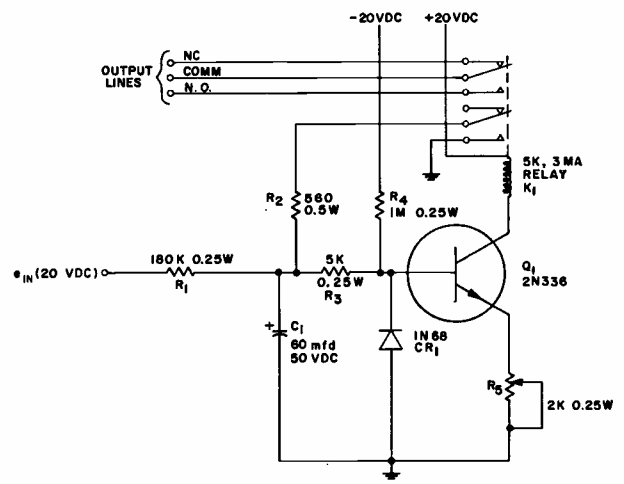 -20VDC
+20VDC
OUTPUT LINES
NC
COMM
N.O.
5K, 3MA
RELAY
K1
R2
560
0.5W
R4
1M 0.25W
180K 0.25W
R1
eIN (20 VDC)
5K
0.25W
R3
Q1
2N336
+
C1
60 mfd
50 VDC
1N68
CR1
R5
2K 0.25W